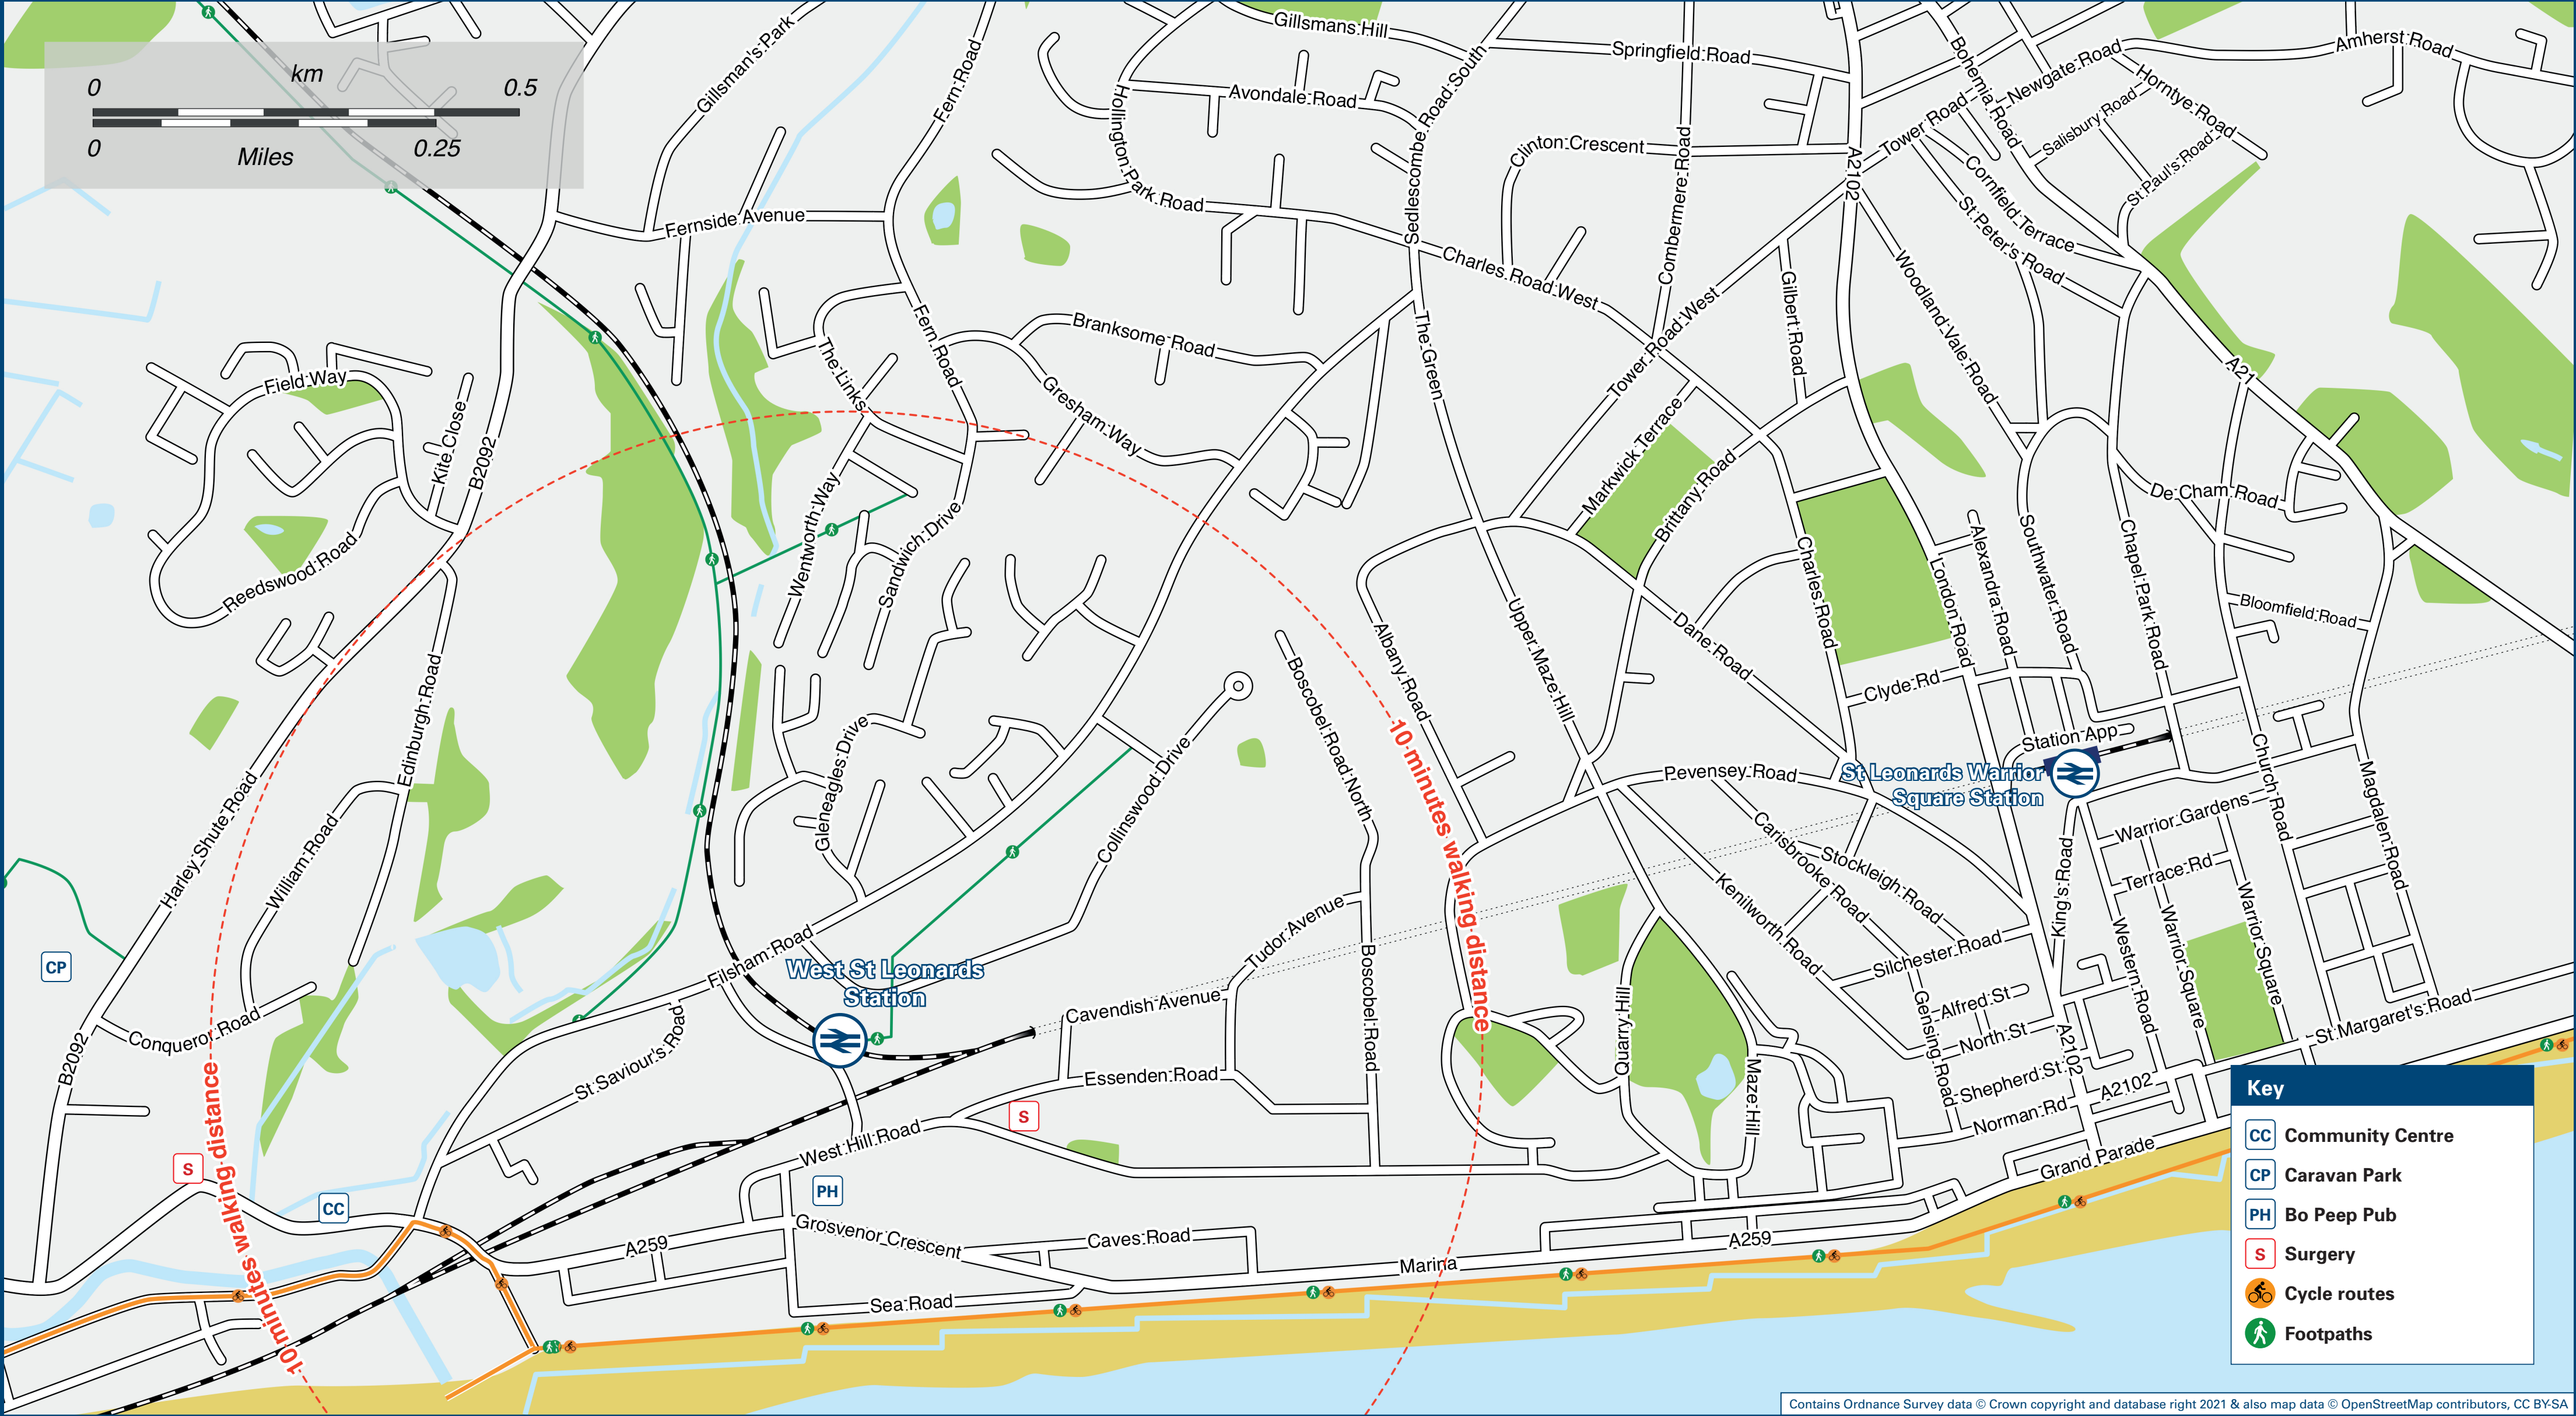 km
0 0.5
0 0.25
Miles
Gillsman's Park
Fern Road
Gillsmans Hill
Springfield Road
Bohemia Road
Newgate Road
Amherst Road
Horntye Road
Salisbury Road
St Paul's Road
Tower Road
Avondale Road
Hollington Park Road
Sedlescombe Road South
Clinton Crescent
Combermere Road
A2102
Cornfield Terrace
St Peter's Road
Fernside Avenue
Charles Road West
Woodland Vale Road
Gilbert Road
Tower Road West
The Green
Branksome Road
Fern Road
The Links
Gresham Way
Field Way
Kite Close
B2092
A21
Markwick Terrace
Brittany Road
De Cham Road
Wentworth Way
Sandwich Drive
Reedswood Road
Charles Road
London Road
Alexandra Road
Southwater Road
Chapel Park Road
Bloomfield Road
Upper Maze Hill
Dane Road
Albany Road
Boscobel Road North
Edinburgh Road
Clyde Rd
Station App
St Leonards Warrior
Square Station
Church Road
Magdalen Road
Pevensey Road
Gleneagles Drive
Collinswood Drive
Harley Shute Road
William Road
10 minutes walking distance
Carisbrooke Road
Stockleigh Road
Kenilworth Road
Warrior Gardens
Terrace Rd
King's Road
Warrior Square
Warrior Square
Western Road
Silchester Road
Tudor Avenue
Filsham Road
West St Leonards
Station
CP
Boscobel Road
Cavendish Avenue
Quarry Hill
Gensing Road
Alfred St
North St
A2102
Shepherd St
A2102
St Margaret's Road
Conqueror Road
B2092
St Saviour's Road
Essenden Road
S
Maze Hill
Norman Rd
Grand Parade
West Hill Road
PH
S
CC
10 minutes walking distance
A259
Grosvenor Crescent
Caves Road
A259
Marina
Sea Road
Key
CC Community Centre
CP Caravan Park
PH Bo Peep Pub
S Surgery
Cycle routes
Footpaths
Contains Ordnance Survey data © Crown copyright and database right 2021 & also map data © OpenStreetMap contributors, CC BY-SA